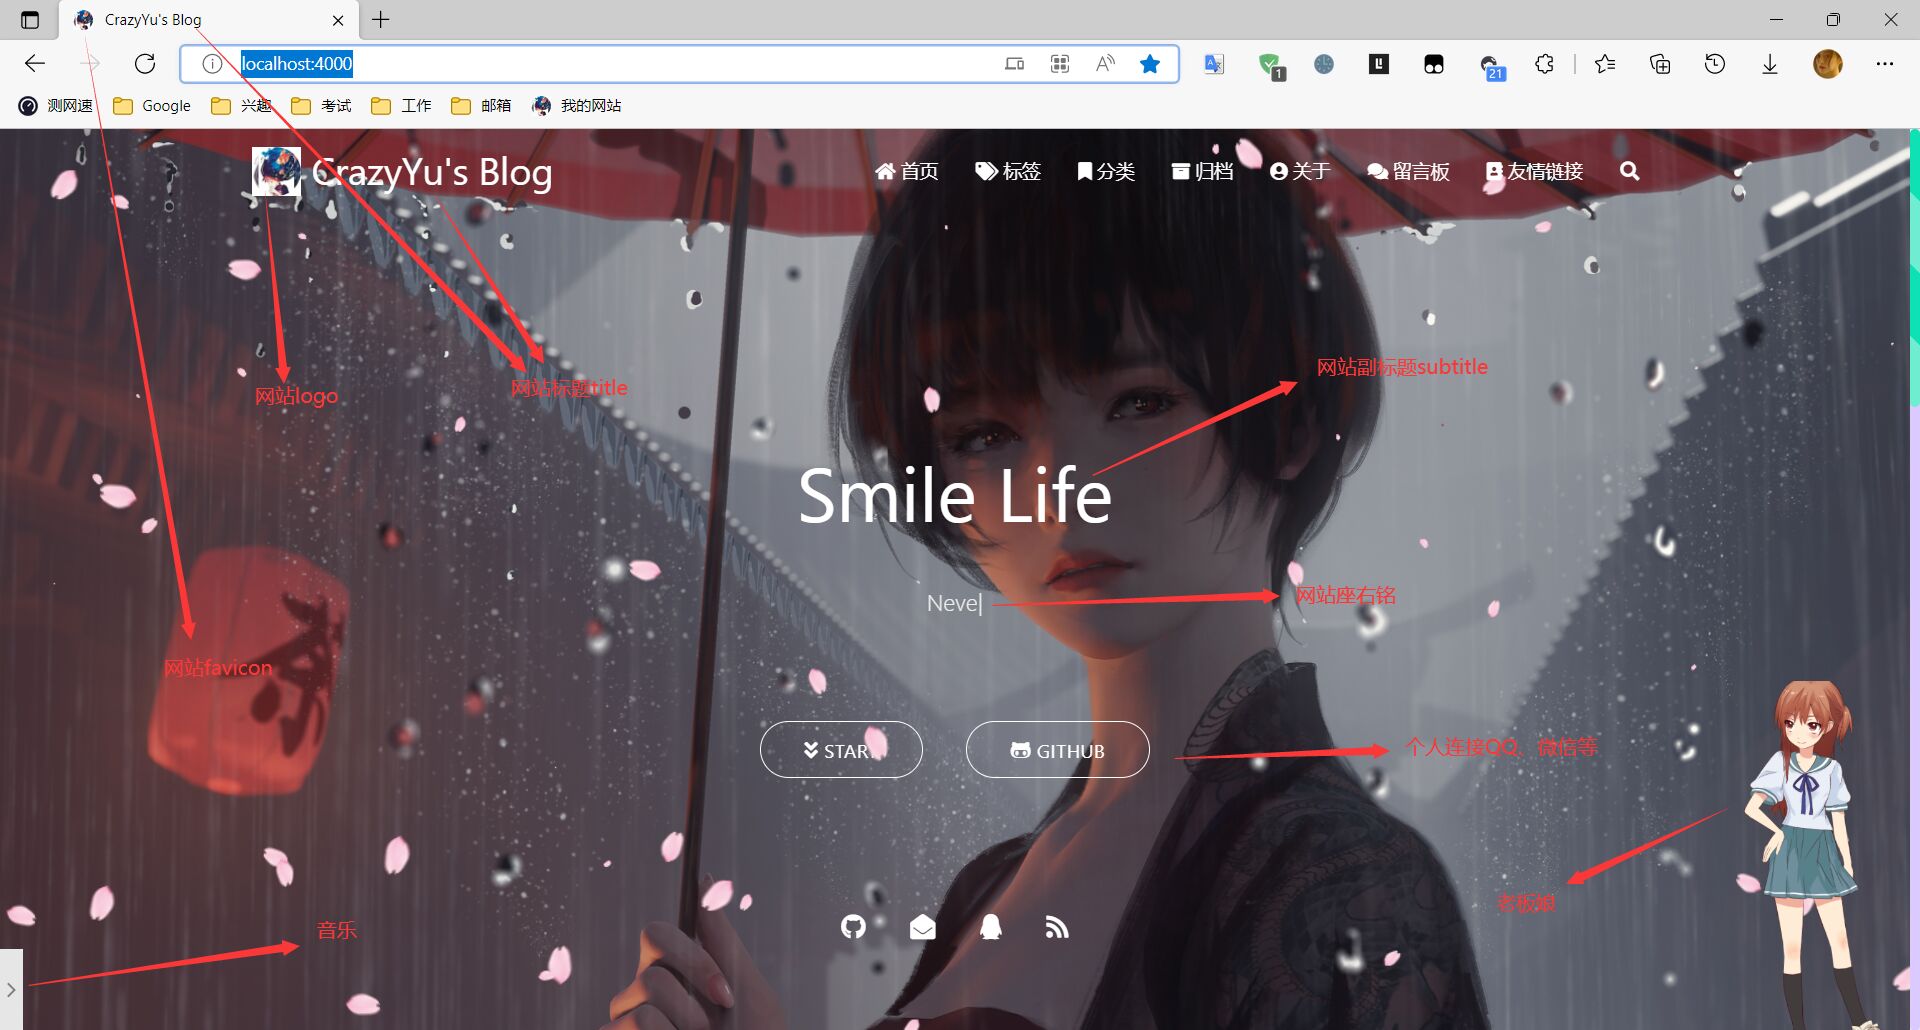 CrazyYu's Blog
localhost:4000
1
21
测网速 Google 兴趣 考试 工作 邮箱 我的网站
CrazyYu's Blog 首页 标签 分类 归档 关于 留言板 友情链接
网站副标题subtitle
网站logo 网站标题title
Smile Life
Neve|
网站座右铭
网站favicon
START GITHUB
个人连接QQ、微信等
老板娘
音乐